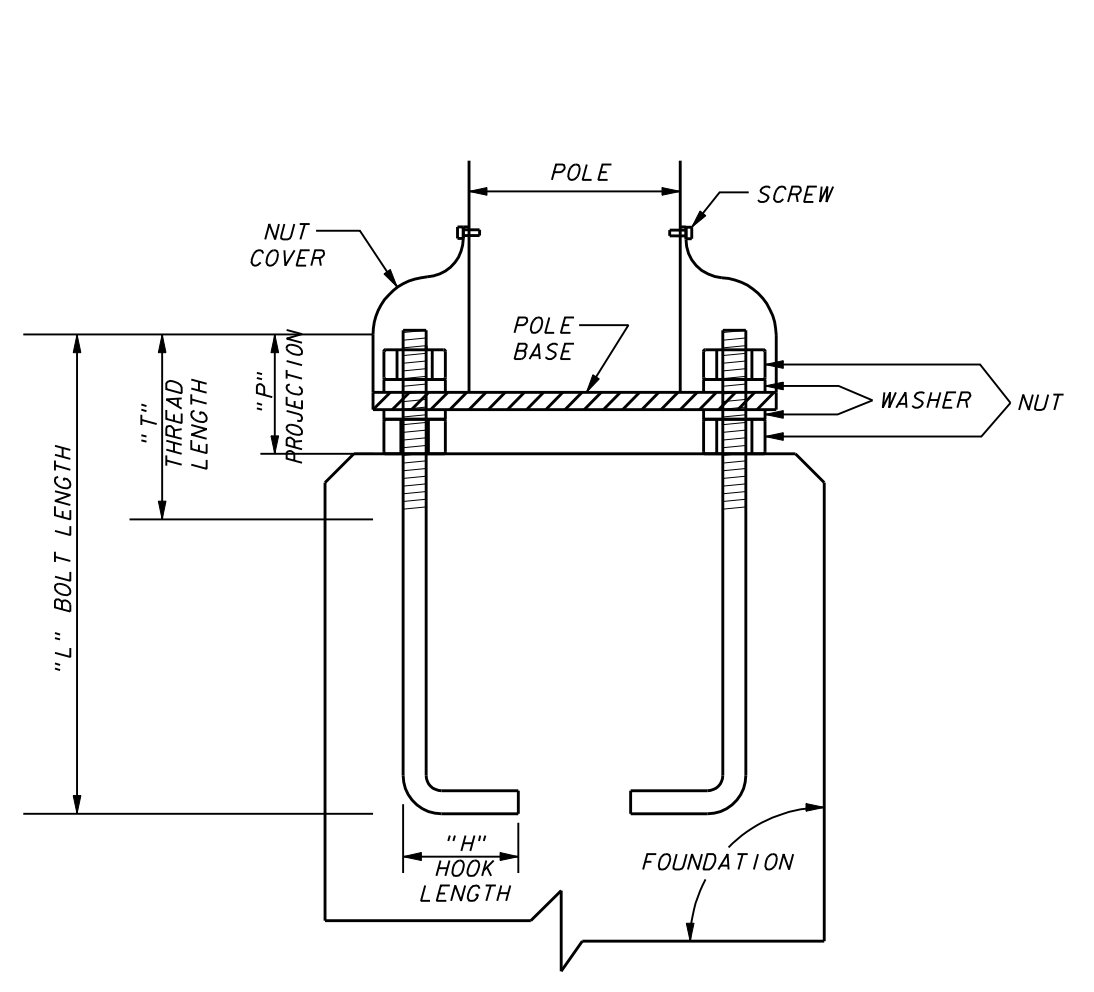 POLE
SCREW
NUT
COVER
POLE
BASE
WASHER
NUT
"P"
PROJECTION
"T"
THREAD
LENGTH
"L" BOLT LENGTH
"H"
HOOK
LENGTH
FOUNDATION